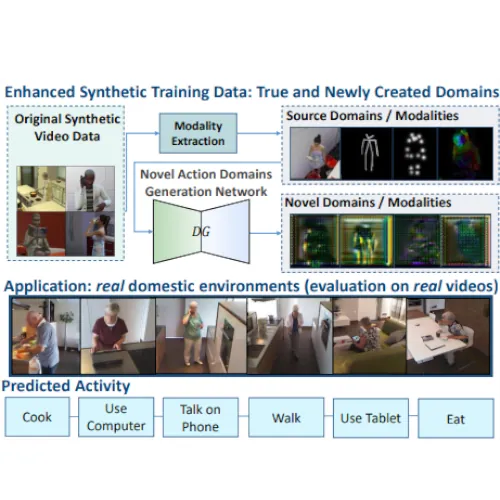 Enhanced Synthetic Training Data: True and Newly Created Domains
Original Synthetic
Video Data
Modality
Extraction
Source Domains / Modalities
Novel Action Domains
Generation Network
DG
Novel Domains / Modalities
Application: real domestic environments (evaluation on real videos)
Predicted Activity
Cook
Use
Computer
Talk on
Phone
Walk
Use Tablet
Eat